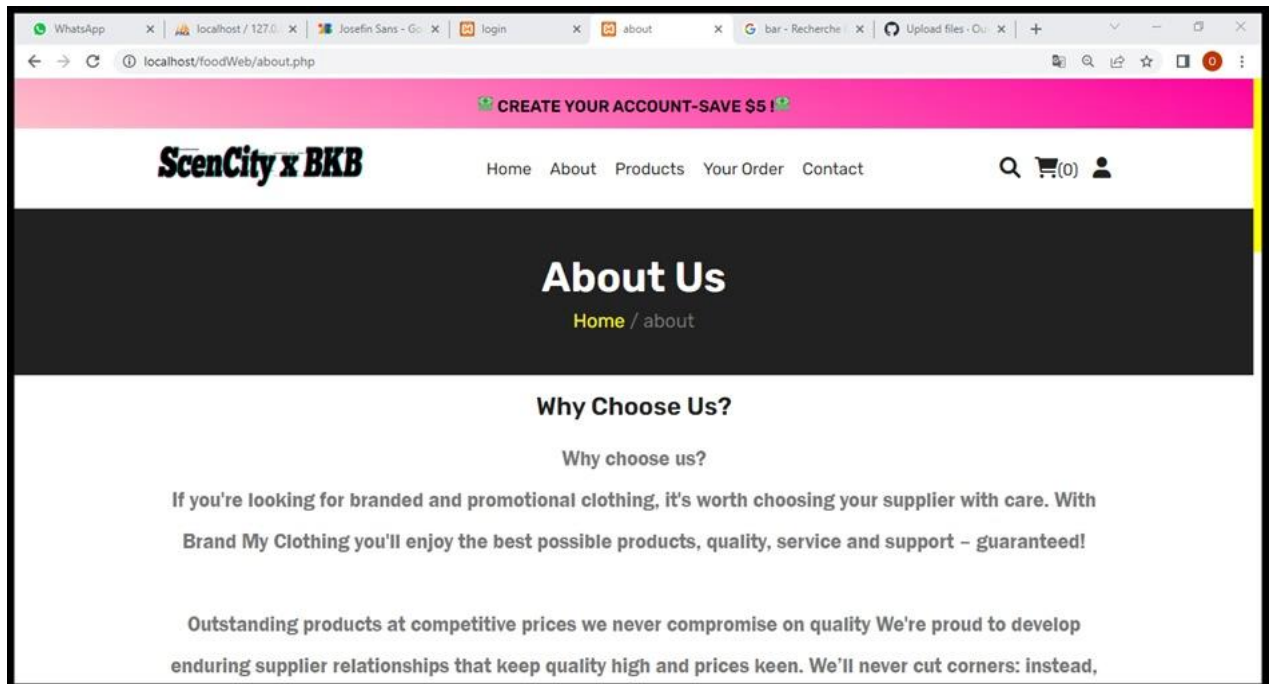 WhatsApp
localhost / 127.0.
Josefin Sans - Go
login
about
bar - Recherche
Upload files · Ou
localhost/foodWeb/about.php
O
CREATE YOUR ACCOUNT-SAVE $5 !
ScenCity x BKB
Home About Products Your Order Contact
(0)
About Us
Home / about
Why Choose Us?
Why choose us?
If you're looking for branded and promotional clothing, it's worth choosing your supplier with care. With
Brand My Clothing you'll enjoy the best possible products, quality, service and support – guaranteed!
Outstanding products at competitive prices we never compromise on quality We're proud to develop
enduring supplier relationships that keep quality high and prices keen. We'll never cut corners: instead,